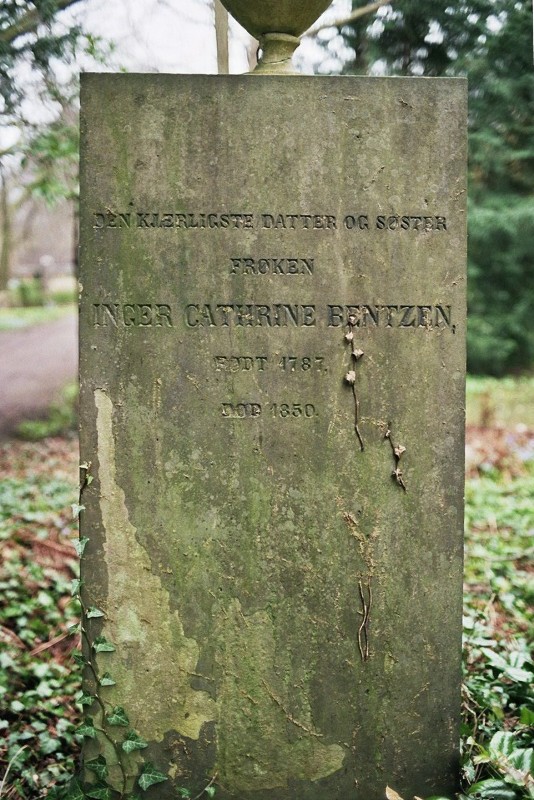 DEN KJÆRLIGSTE DATTER OG SØSTER
FRØKEN
INGER CATHRINE BENTZEN,
FØDT 1787.
DØD 1850.